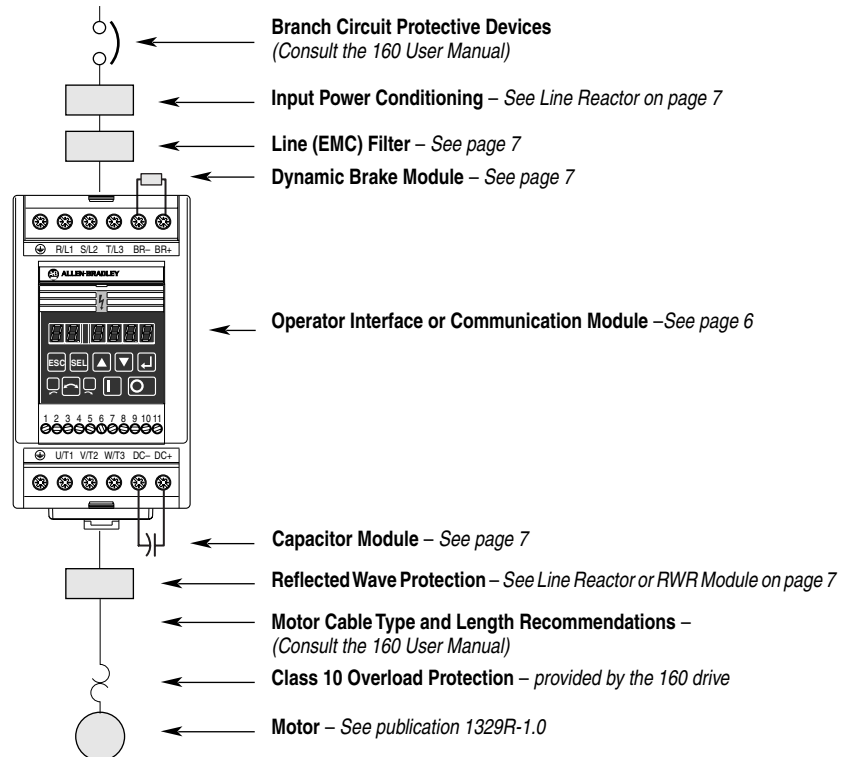 Branch Circuit Protective Devices
(Consult the 160 User Manual)
Input Power Conditioning – See Line Reactor on page 7
Line (EMC) Filter – See page 7
Dynamic Brake Module – See page 7
R/L1 S/L2 T/L3 BR– BR+
ALLEN-BRADLEY
Operator Interface or Communication Module –See page 6
ESC SEL
1 2 3 4 5 6 7 8 9 10 11
U/T1 V/T2 W/T3 DC– DC+
Capacitor Module – See page 7
Reflected Wave Protection – See Line Reactor or RWR Module on page 7
Motor Cable Type and Length Recommendations –
(Consult the 160 User Manual)
Class 10 Overload Protection – provided by the 160 drive
Motor – See publication 1329R-1.0